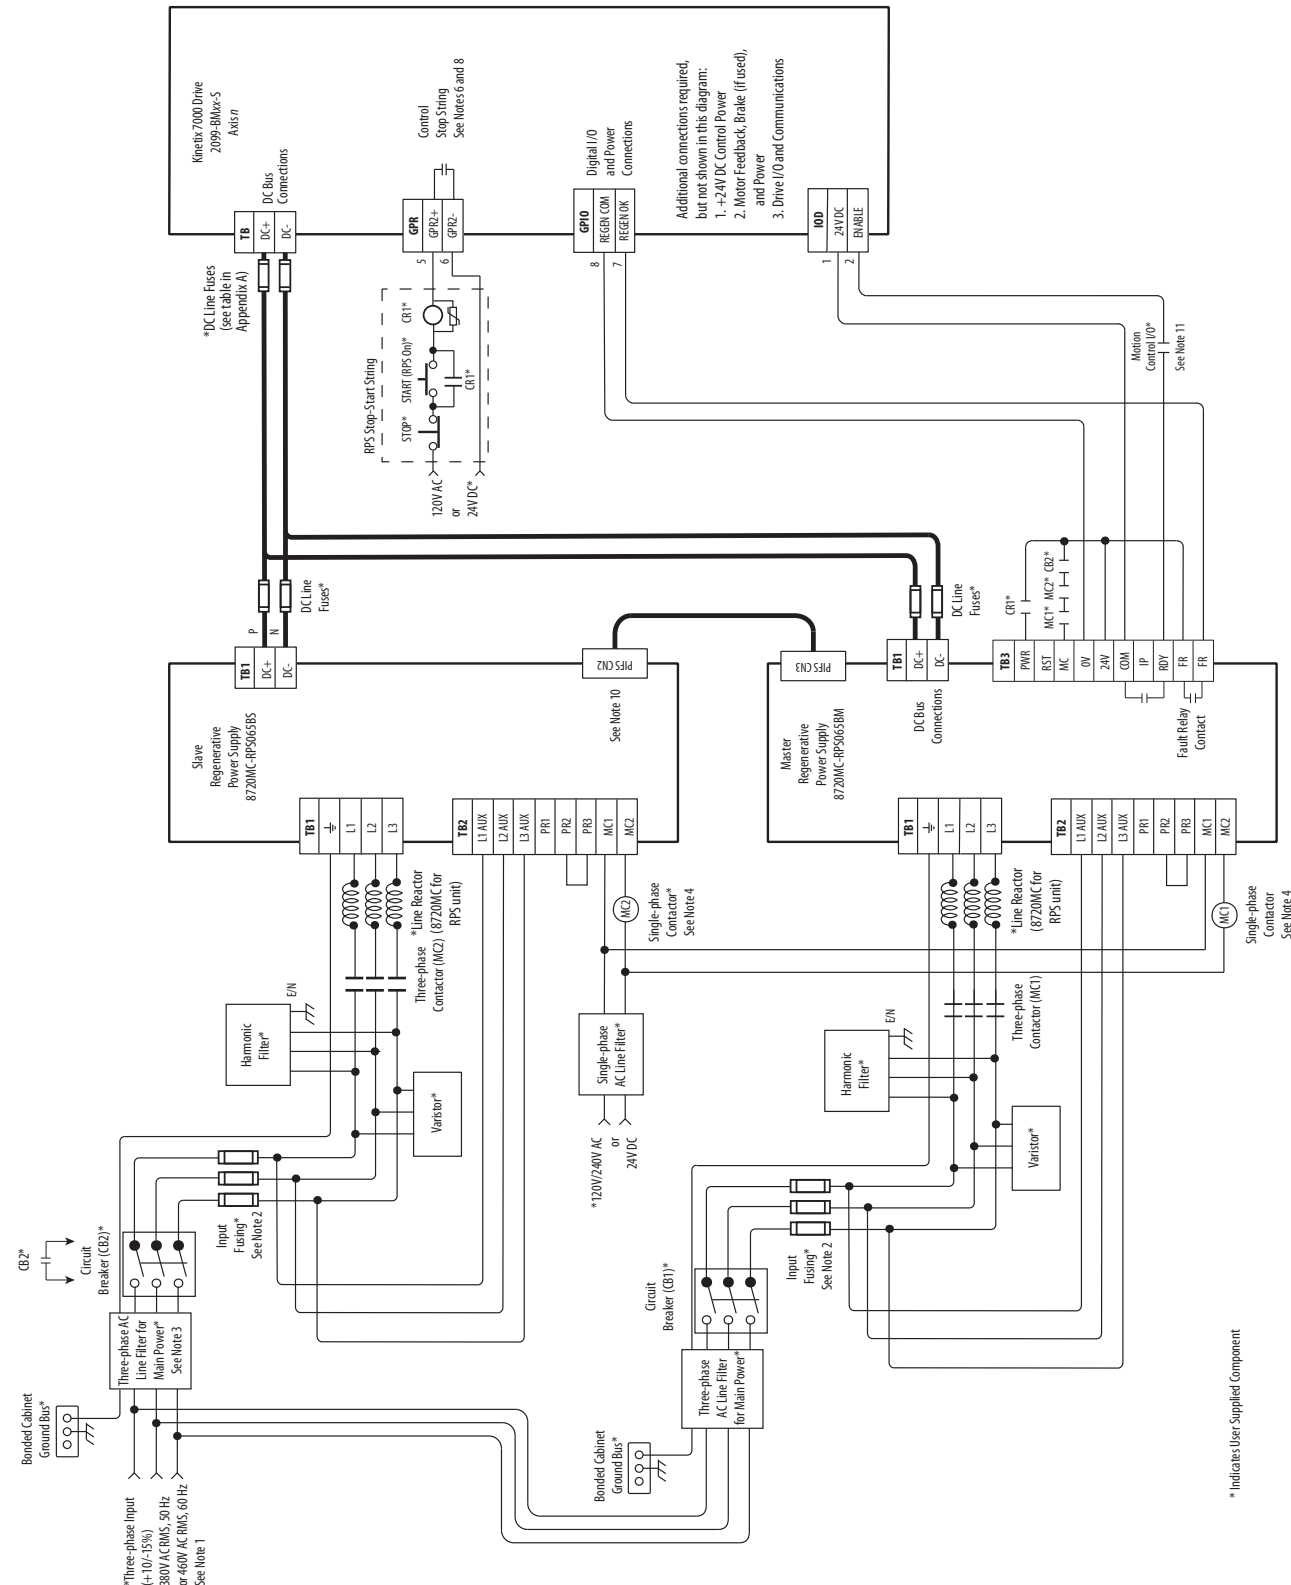 *Three-phase Input
(+10/-15%)
380V AC RMS, 50 Hz
or 460V AC RMS, 60 Hz
See Note 1
Bonded Cabinet
Ground Bus*
Three-phase AC
Line Filter for
Main Power*
See Note 3
CB2*
Circuit
Breaker (CB2)*
Input
Fusing*
See Note 2
Harmonic
Filter*
E/N
Varistor*
Three-phase
Contactor (MC2)
*Line Reactor
(8720MC for
RPS unit)
TB1
L1
L2
L3
TB2
L1 AUX
L2 AUX
L3 AUX
PR1
PR2
PR3
MC1
MC2
MC2
Single-phase
Contactor*
See Note 4
Single-phase
AC Line Filter*
*120V/240V AC
or
24V DC
Slave
Regenerative
Power Supply
8720MC-RPS065BS
TB1
DC+
DC-
P
N
DC Line
Fuses*
PIFS CN2
See Note 10
*DC Line Fuses
(see table in
Appendix A)
Kinetix 7000 Drive
2099-BMxx-S
Axis n
TB
DC+
DC-
DC Bus
Connections
GPR
GPR2+
GPR2-
5
6
Control
Stop String
See Notes 6 and 8
RPS Stop-Start String
STOP*
START (RPS On)*
CR1*
CR1*
120V AC
or
24V DC*
GPIO
REGEN COM
REGEN OK
8
7
Digital I/O
and Power
Connections
Additional connections required,
but not shown in this diagram:
1. +24V DC Control Power
2. Motor Feedback, Brake (if used),
and Power
3. Drive I/O and Communications
IOD
24V DC
ENABLE
1
2
Motion
Control I/O*
See Note 11
Bonded Cabinet
Ground Bus*
Three-phase
AC Line Filter
for Main Power*
Circuit
Breaker (CB1)*
Input
Fusing*
See Note 2
Harmonic
Filter*
E/N
Varistor*
Three-phase
Contactor (MC1)
*Line Reactor
(8720MC for
RPS unit)
TB1
L1
L2
L3
TB2
L1 AUX
L2 AUX
L3 AUX
PR1
PR2
PR3
MC1
MC2
MC1
Single-phase
Contactor
See Note 4
Master
Regenerative
Power Supply
8720MC-RPS065BM
PIFS CN3
TB1
DC+
DC-
DC Bus
Connections
DC Line
Fuses*
TB3
PWR
RST
MC
0V
24V
COM
IP
RDY
FR
FR
CR1*
MC1*
MC2*
CB2*
Fault Relay
Contact
* Indicates User Supplied Component